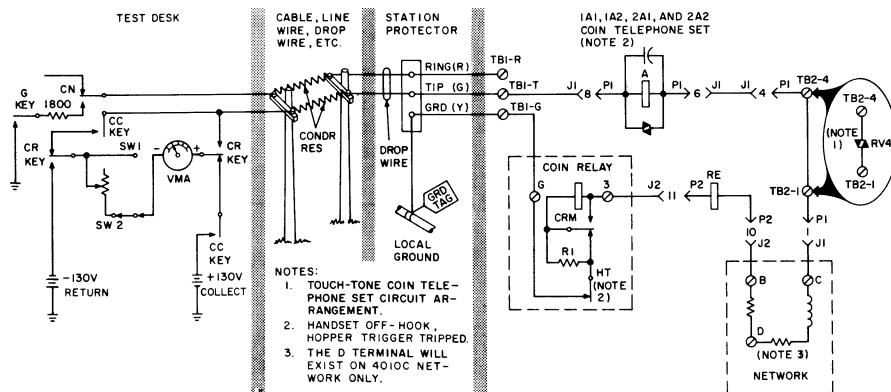 TEST DESK
CABLE, LINE
WIRE, DROP
WIRE, ETC.
STATION
PROTECTOR
1A1, 1A2, 2A1, AND 2A2
COIN TELEPHONE SET
(NOTE 2)
RING(R)
TB1-R
TIP (G)
TB1-T
GRD (Y)
TB1-G
J1
8
P1
A
P1
6
J1
J1
4
P1
TB2-4
TB2-4
(NOTE
1)
RV4
TB2-1
TB2-1
G
KEY
1800
CN
CC
KEY
CR
KEY
SW1
-
+
VMA
CR
KEY
SW 2
CC
KEY
-130V
RETURN
+130V
COLLECT
CONDR
RES
DROP
WIRE
GRD
TAG
LOCAL
GROUND
COIN RELAY
G
3
J2
11
P2
RE
CRM
R1
HT
(NOTE
2)
P2
10
J2
P1
1
J1
B
C
D
(NOTE 3)
NETWORK
NOTES:
1. TOUCH-TONE COIN TELE-
PHONE SET CIRCUIT AR-
RANGEMENT.
2. HANDSET OFF-HOOK,
HOPPER TRIGGER TRIPPED.
3. THE D TERMINAL WILL
EXIST ON 4010C NET-
WORK ONLY.